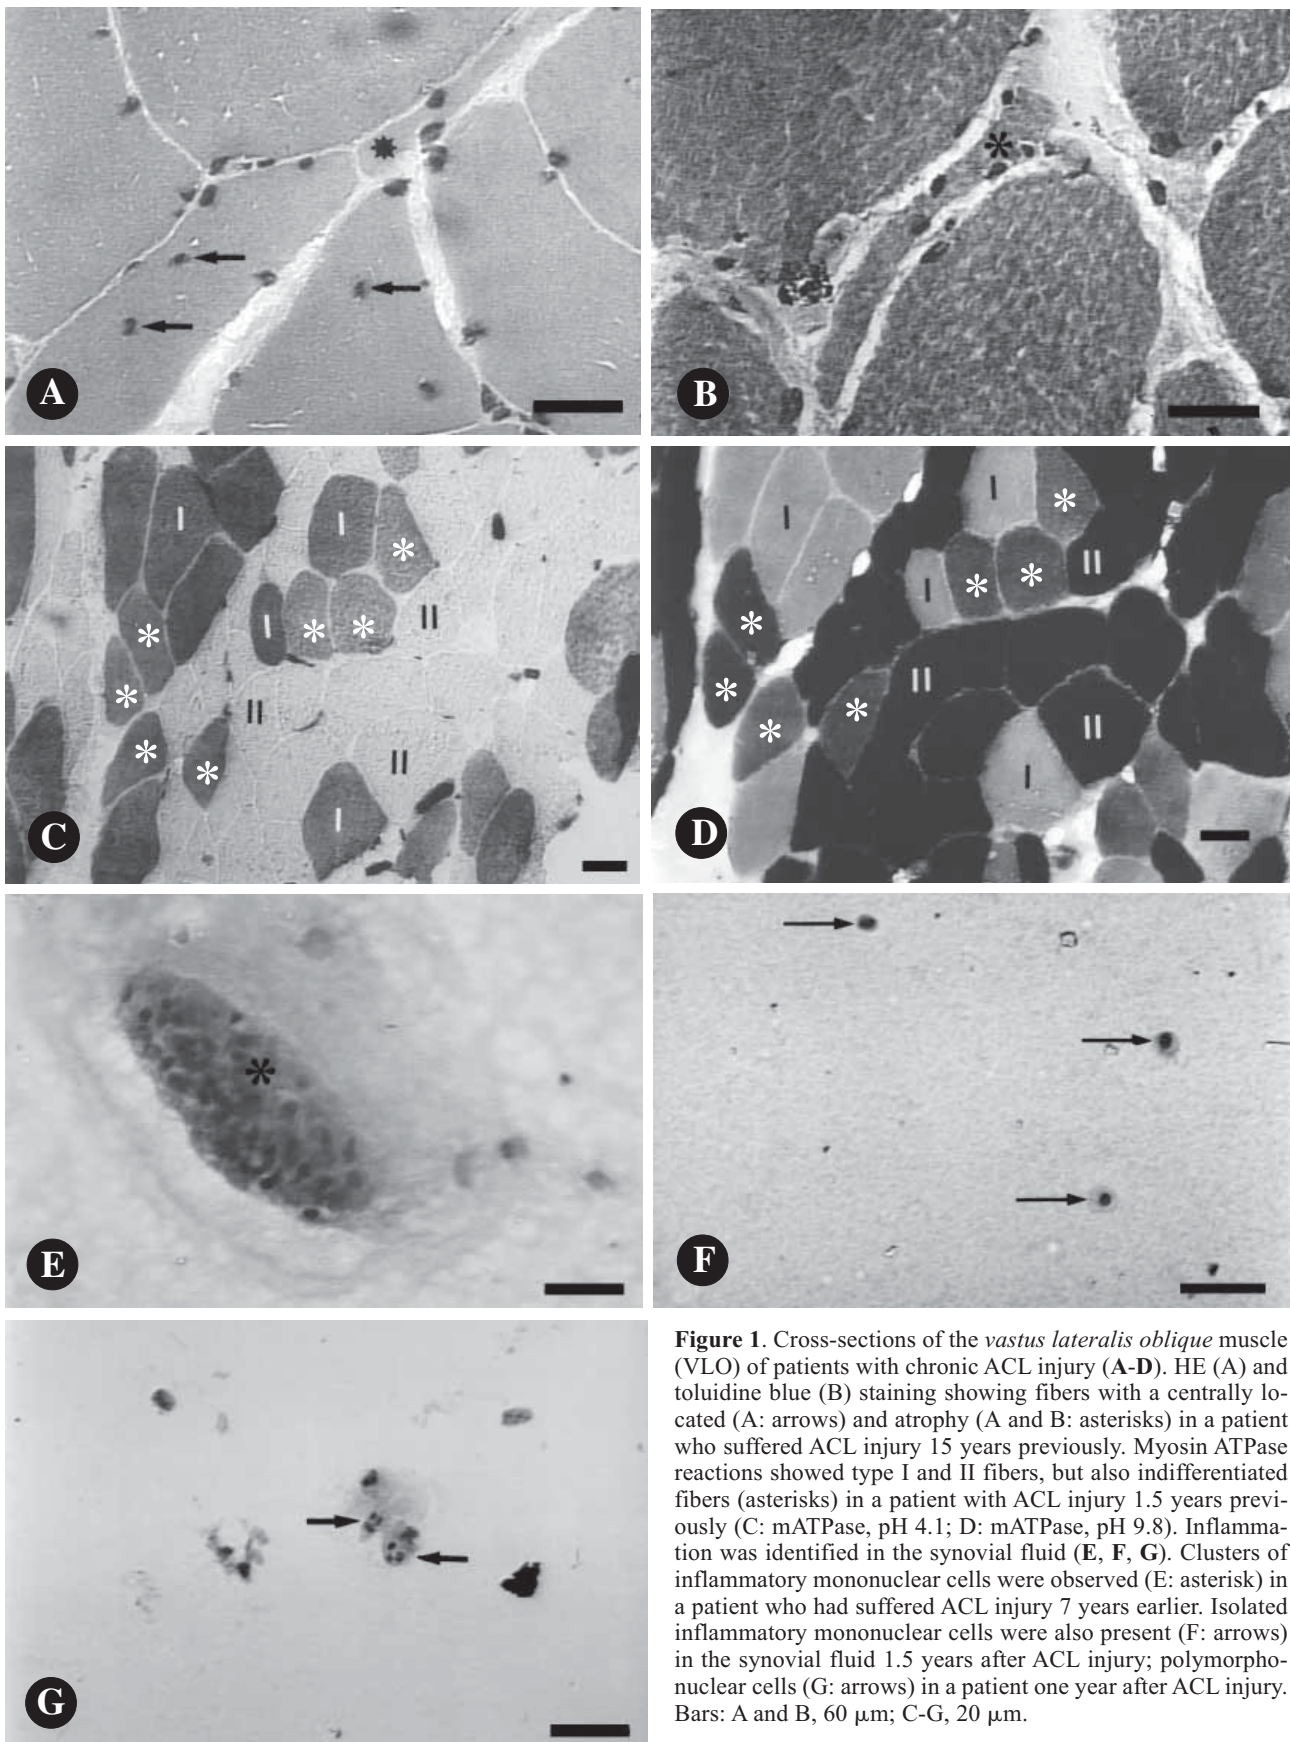 A
B
I
I
*
I
*
*
II
*
*
II
*
*
II
I
C
I
*
I
I
*
*
II
*
*
II
*
*
II
I
D
*
E
F
G
Figure 1. Cross-sections of the vastus lateralis oblique muscle
(VLO) of patients with chronic ACL injury (A-D). HE (A) and
toluidine blue (B) staining showing fibers with a centrally lo-
cated (A: arrows) and atrophy (A and B: asterisks) in a patient
who suffered ACL injury 15 years previously. Myosin ATPase
reactions showed type I and II fibers, but also indifferentiated
fibers (asterisks) in a patient with ACL injury 1.5 years previ-
ously (C: mATPase, pH 4.1; D: mATPase, pH 9.8). Inflamma-
tion was identified in the synovial fluid (E, F, G). Clusters of
inflammatory mononuclear cells were observed (E: asterisk) in
a patient who had suffered ACL injury 7 years earlier. Isolated
inflammatory mononuclear cells were also present (F: arrows)
in the synovial fluid 1.5 years after ACL injury; polymorpho-
nuclear cells (G: arrows) in a patient one year after ACL injury.
Bars: A and B, 60 µm; C-G, 20 µm.